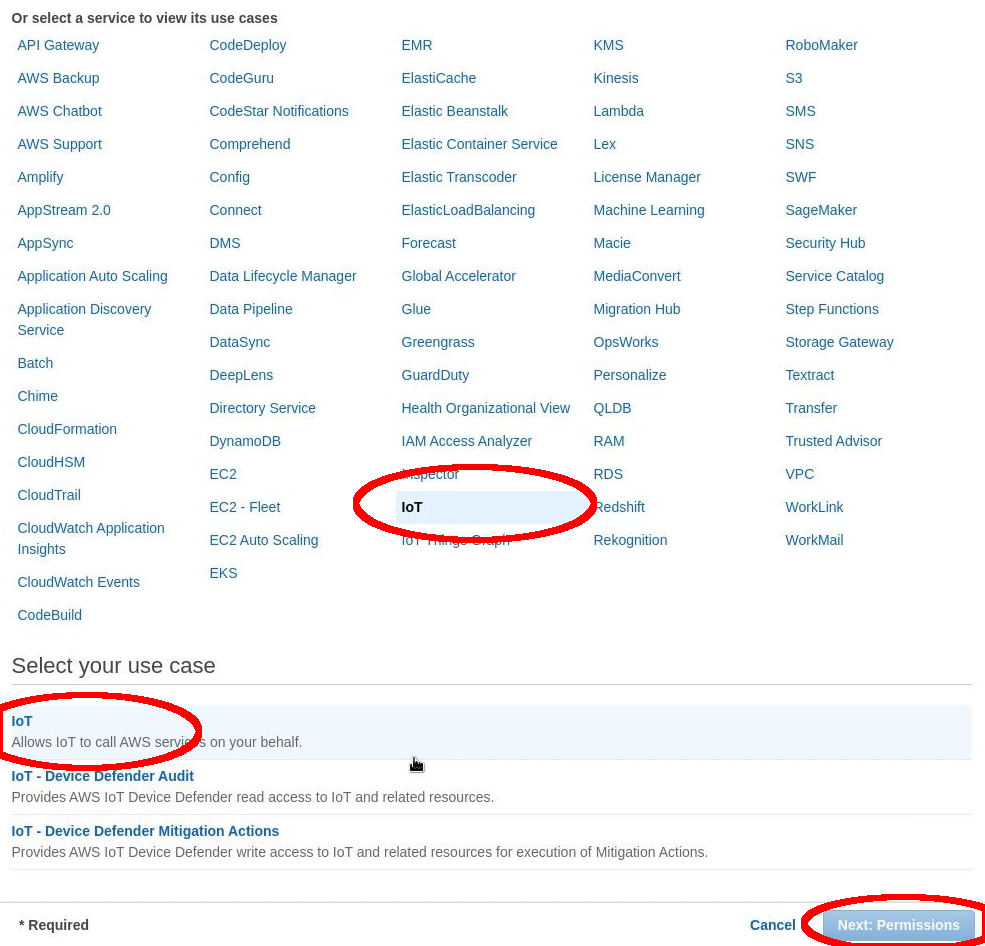 Or select a service to view its use cases
API Gateway
AWS Backup
AWS Chatbot
AWS Support
Amplify
AppStream 2.0
AppSync
Application Auto Scaling
Application Discovery
Service
Batch
Chime
CloudFormation
CloudHSM
CloudTrail
CloudWatch Application
Insights
CloudWatch Events
CodeBuild
CodeDeploy
CodeGuru
CodeStar Notifications
Comprehend
Config
Connect
DMS
Data Lifecycle Manager
Data Pipeline
DataSync
DeepLens
Directory Service
DynamoDB
EC2
EC2 - Fleet
EC2 Auto Scaling
EKS
EMR
ElastiCache
Elastic Beanstalk
Elastic Container Service
Elastic Transcoder
ElasticLoadBalancing
Forecast
Global Accelerator
Glue
Greengrass
GuardDuty
Health Organizational View
IAM Access Analyzer
Inspector
IoT
IoT Things Graph
KMS
Kinesis
Lambda
Lex
License Manager
Machine Learning
Macie
MediaConvert
Migration Hub
OpsWorks
Personalize
QLDB
RAM
RDS
Redshift
Rekognition
RoboMaker
S3
SMS
SNS
SWF
SageMaker
Security Hub
Service Catalog
Step Functions
Storage Gateway
Textract
Transfer
Trusted Advisor
VPC
WorkLink
WorkMail
Select your use case
IoT
Allows IoT to call AWS services on your behalf.
IoT - Device Defender Audit
Provides AWS IoT Device Defender read access to IoT and related resources.
IoT - Device Defender Mitigation Actions
Provides AWS IoT Device Defender write access to IoT and related resources for execution of Mitigation Actions.
* Required
Cancel
Next: Permissions